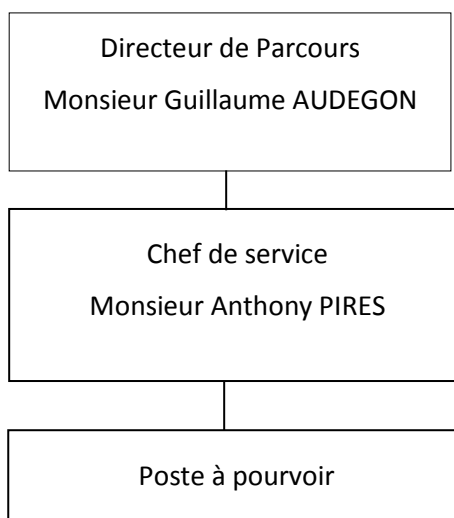 Directeur de Parcours
Monsieur Guillaume AUDEGON
Chef de service
Monsieur Anthony PIRES
Poste à pourvoir